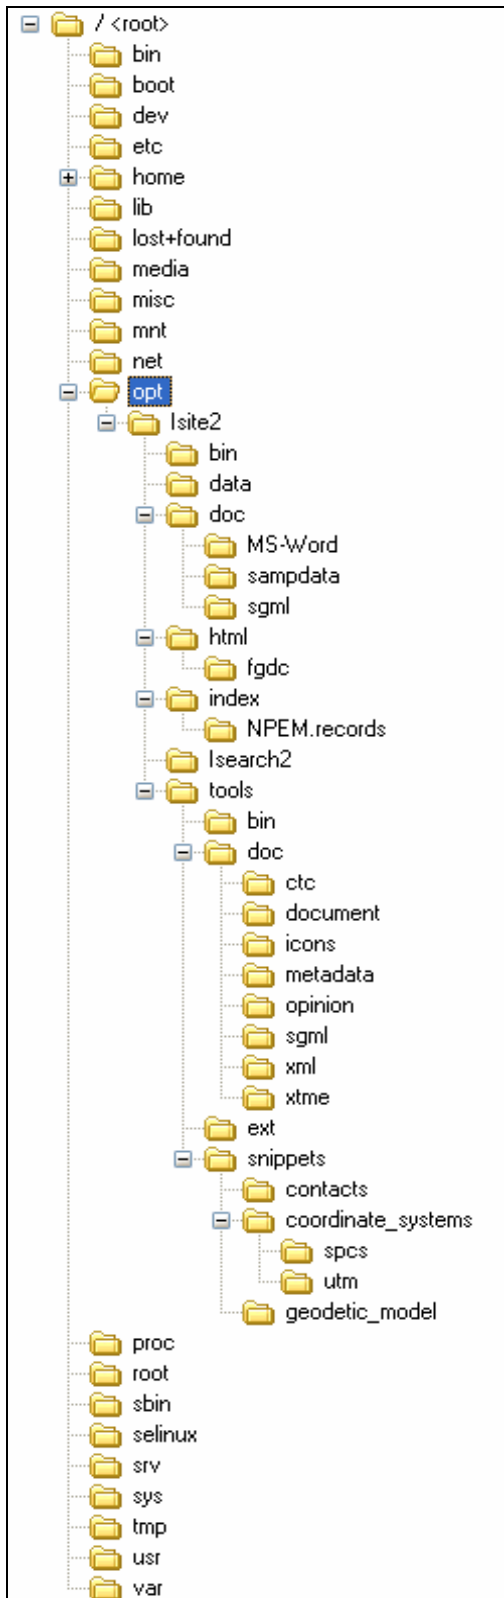 / <root>
bin
boot
dev
etc
home
lib
lost+found
media
misc
mnt
net
opt
Isite2
bin
data
doc
MS-Word
sampdata
sgml
html
fgdc
index
NPEM.records
Isearch2
tools
bin
doc
ctc
document
icons
metadata
opinion
sgml
xml
xtme
ext
snippets
contacts
coordinate_systems
spcs
utm
geodetic_model
proc
root
sbin
selinux
srv
sys
tmp
usr
var